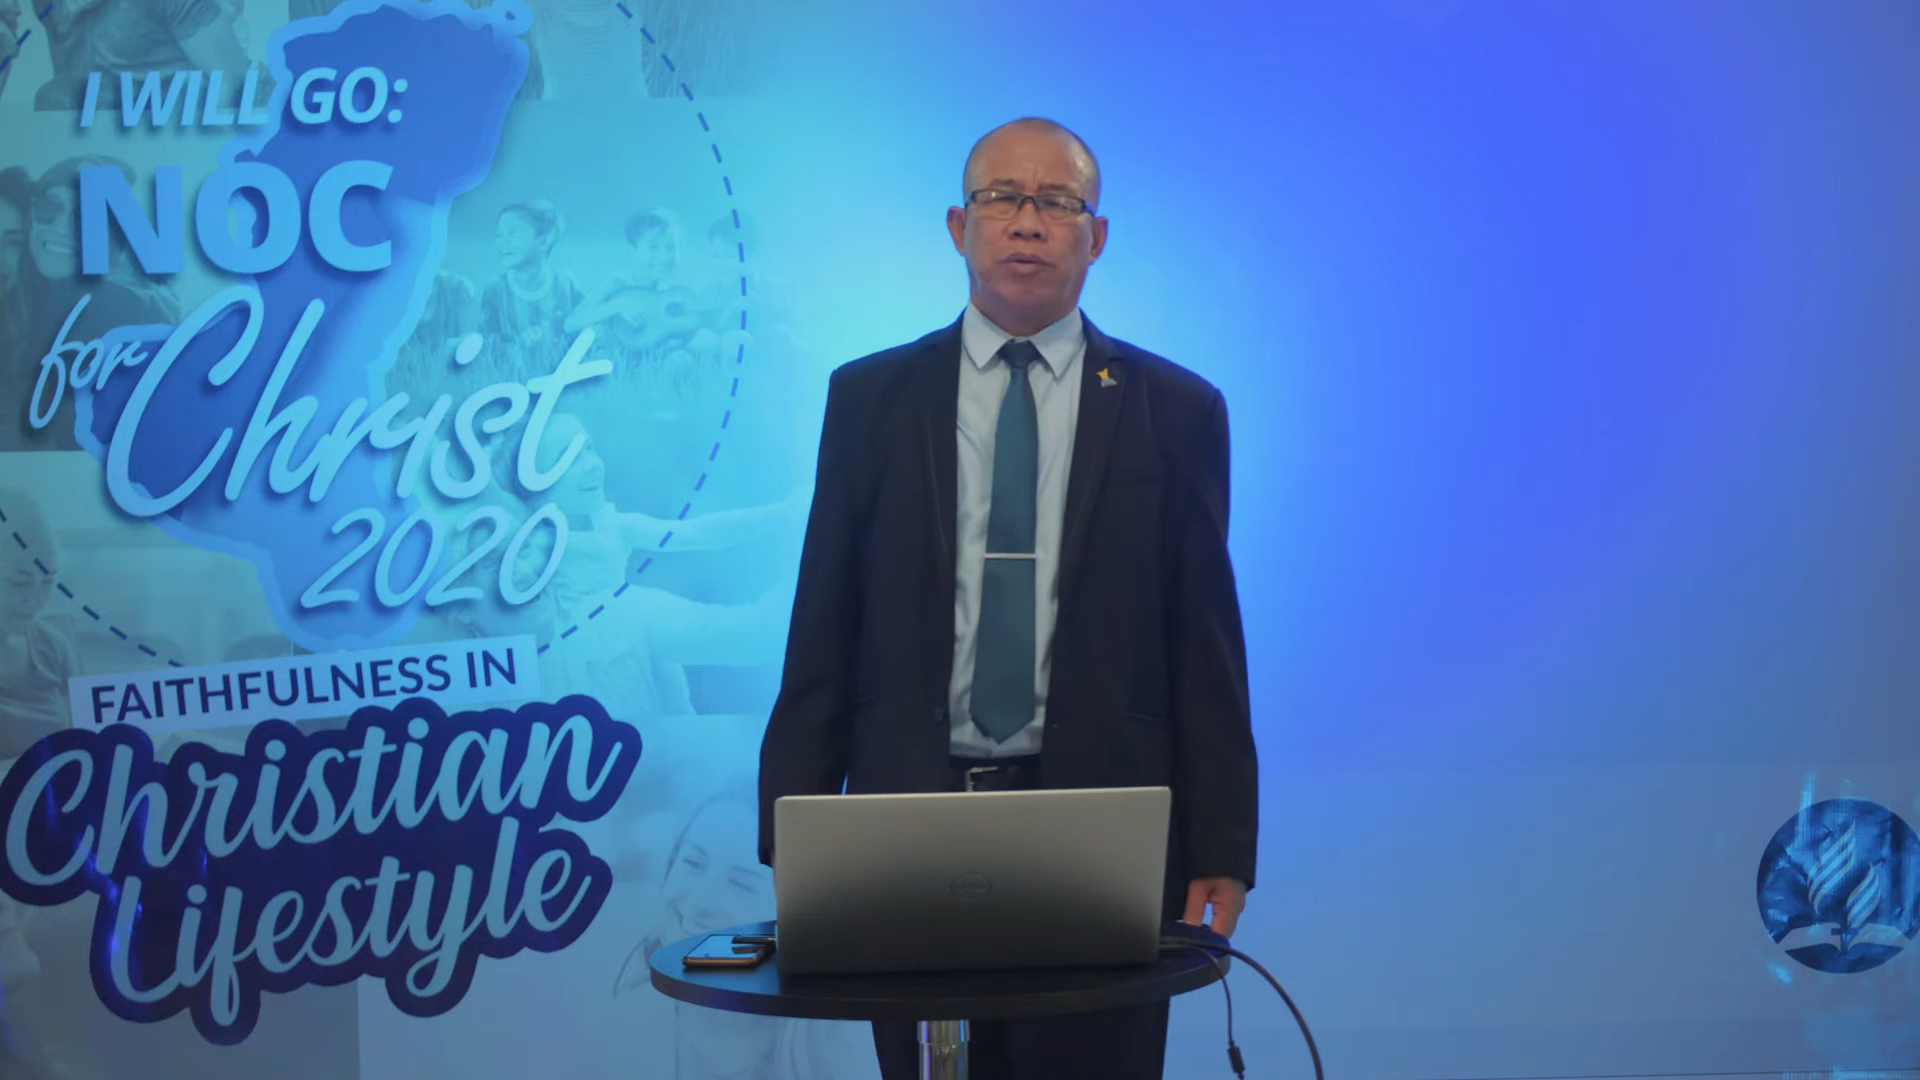 I WILL GO:
NOC
for Christ
2020
FAITHFULNESS IN
Christian
Lifestyle